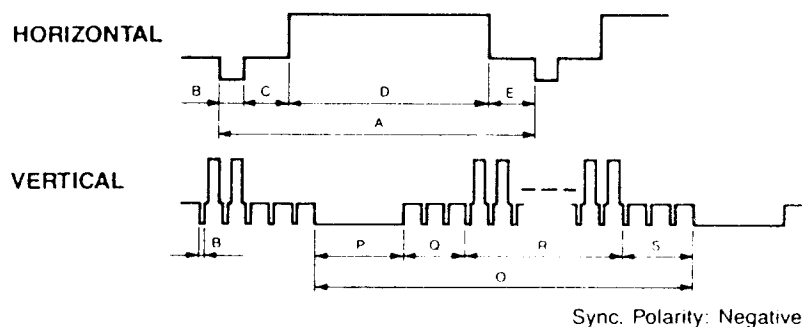 HORIZONTAL
B C D E
A
VERTICAL
B P Q R S
O
Sync. Polarity: Negative